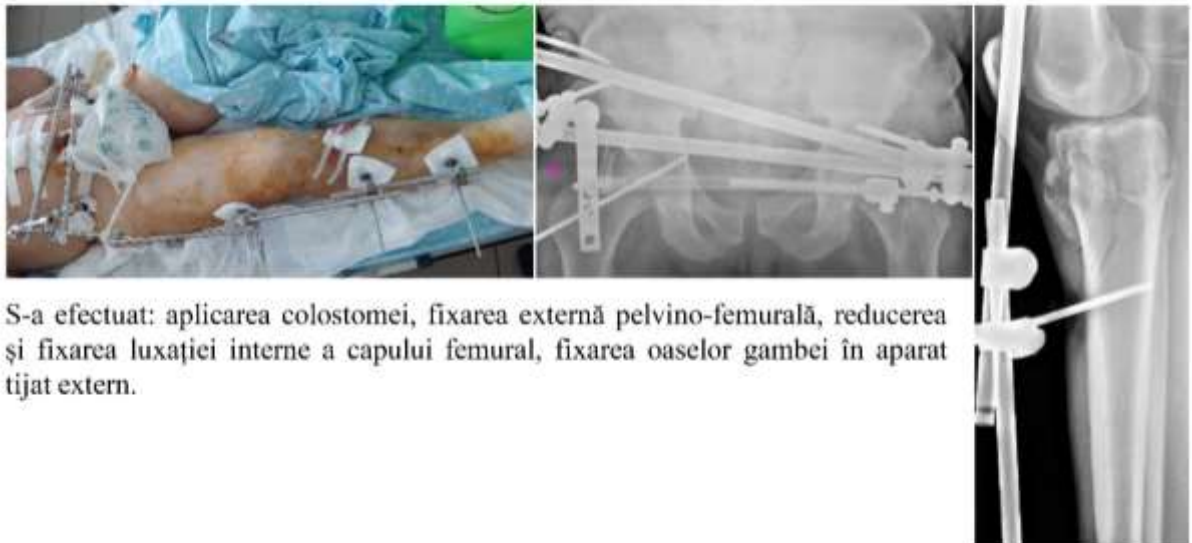 S-a efectuat: aplicarea colostomei, fixarea externă pelvino-femurală, reducerea
și fixarea luxației interne a capului femural, fixarea oaselor gambei în aparat
tijat extern.